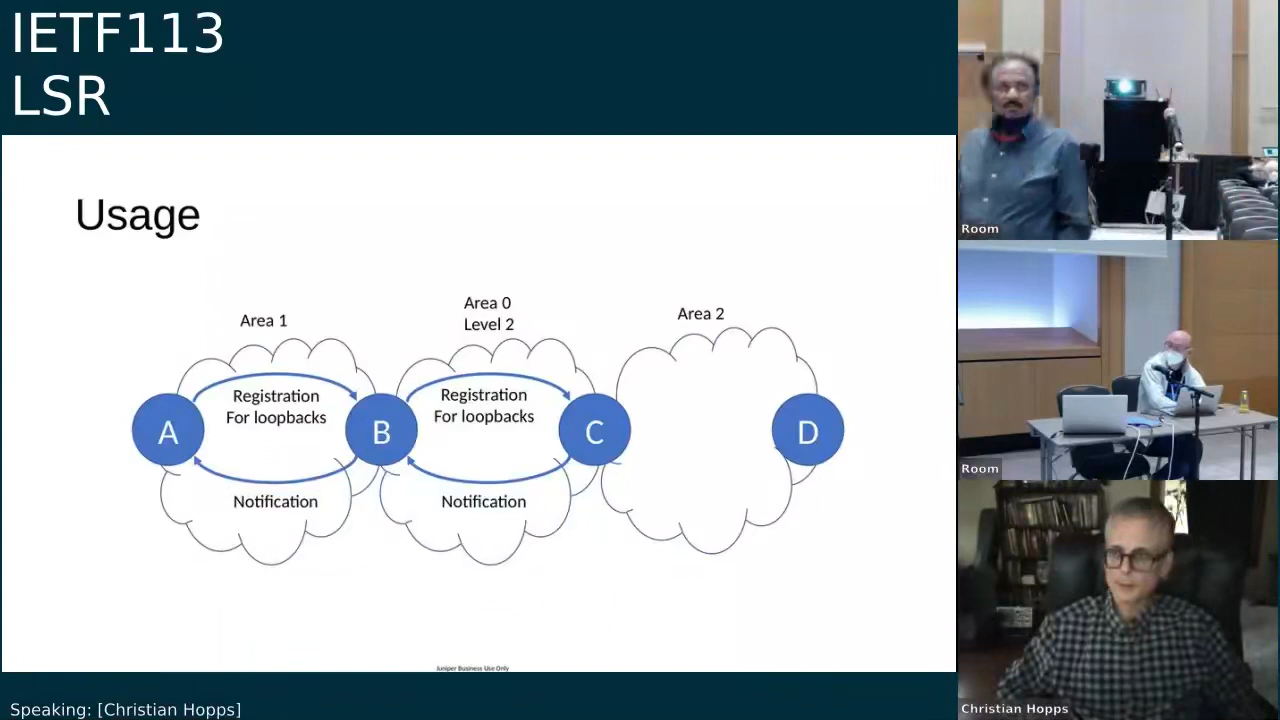 IETF113
LSR
Usage
Area 1
Area 0
Level 2
Area 2
Registration
For loopbacks
Registration
For loopbacks
A
B
C
D
Notification
Notification
Juniper Business Use Only
Speaking: [Christian Hopps]
Room
Room
Christian Hopps